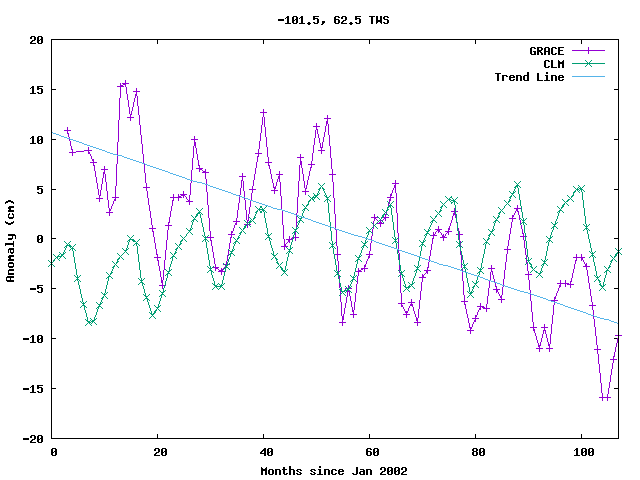 -101.5, 62.5 TWS
GRACE
CLM
Trend Line
20
15
10
5
0
-5
-10
-15
-20
Anomaly (cm)
0 20 40 60 80 100
Months since Jan 2002